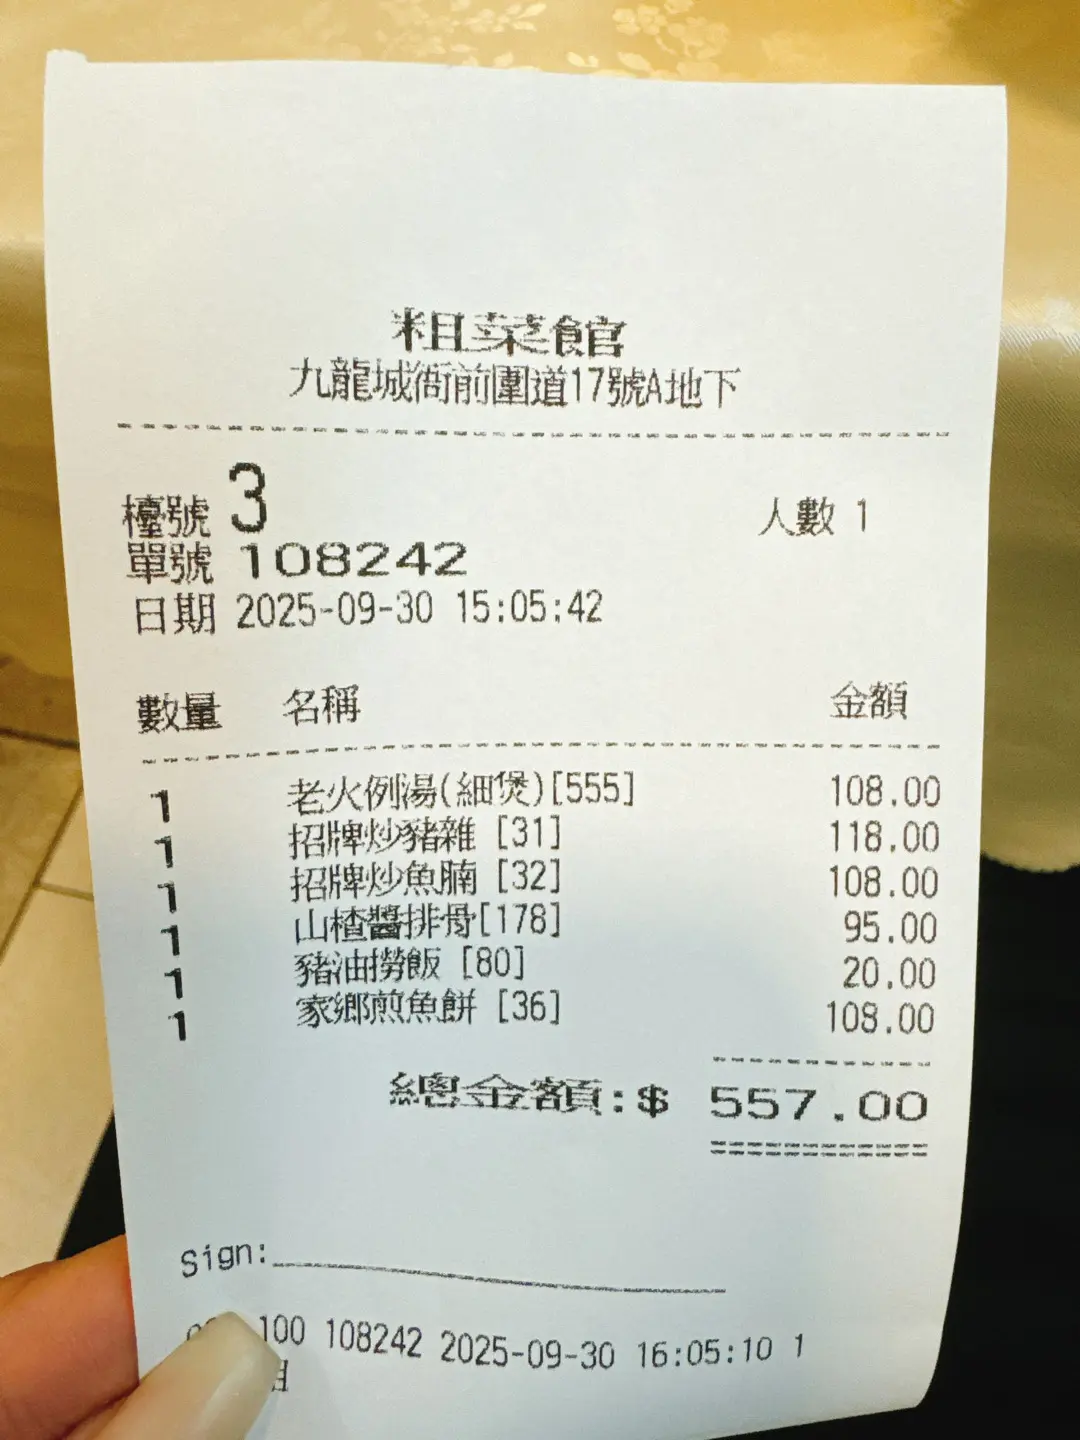 粗菜館
九龍城衙前圍道17號A地下
檯號 3 人數 1
單號 108242
日期 2025-09-30 15:05:42
數量 名稱 金額
1 老火例湯(細煲)[555] 108.00
1 招牌炒豬雜 [31] 118.00
1 招牌炒魚腩 [32] 108.00
1 山楂醬排骨[178] 95.00
1 豬油撈飯 [80] 20.00
1 家鄉煎魚餅 [36] 108.00
總金額:$ 557.00
Sign:
100 108242 2025-09-30 16:05:10 1